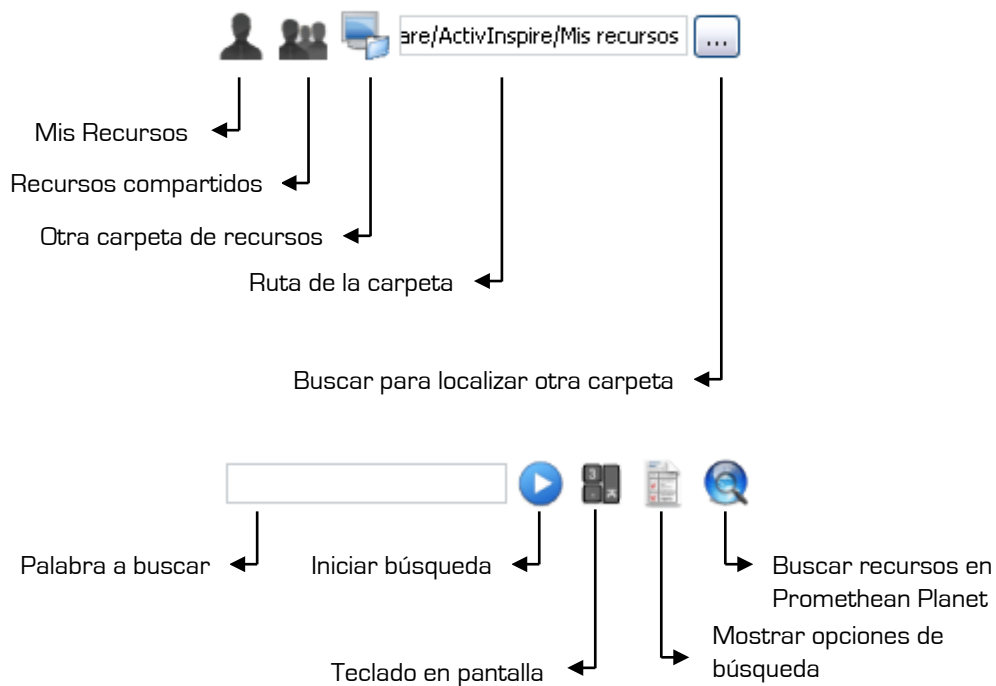 are/ActivInspire/Mis recursos ...
Mis Recursos
Recursos compartidos
Otra carpeta de recursos
Ruta de la carpeta
Buscar para localizar otra carpeta
3
Palabra a buscar
Iniciar búsqueda
Buscar recursos en
Promethean Planet
Mostrar opciones de
búsqueda
Teclado en pantalla